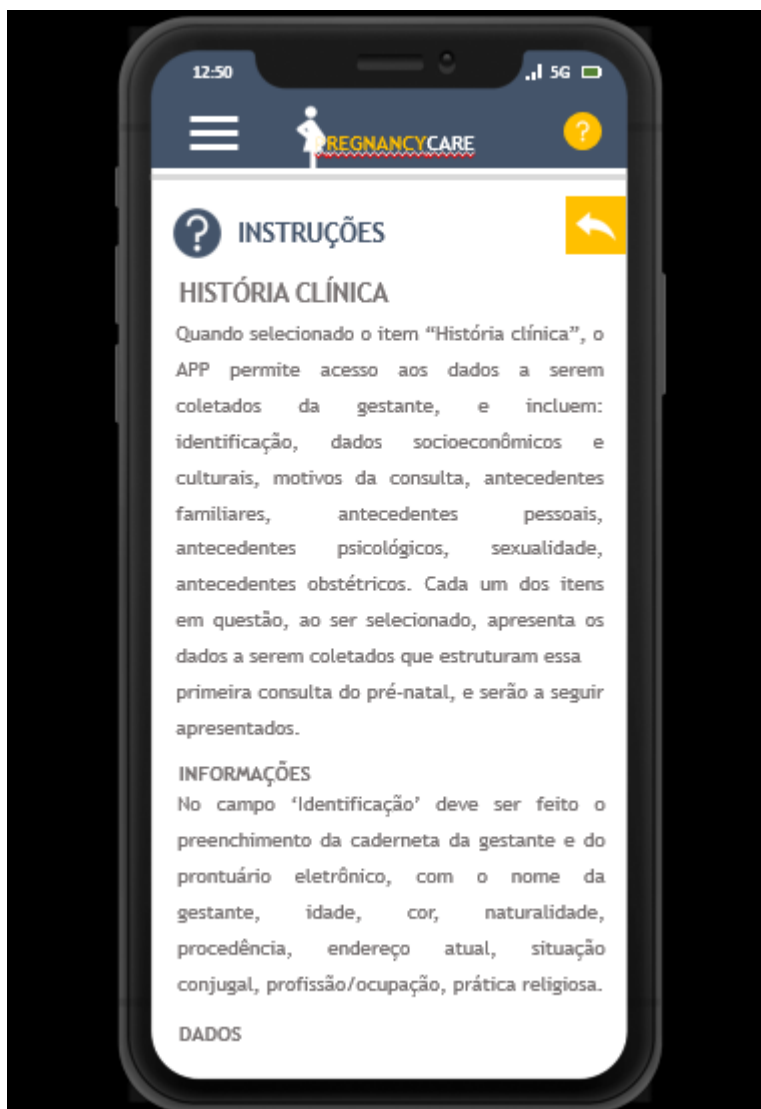 12:50 5G
PREGNANCYCARE ?
? INSTRUÇÕES
HISTÓRIA CLÍNICA
Quando selecionado o item “História clínica”, o
APP permite acesso aos dados a serem
coletados da gestante, e incluem:
identificação, dados socioeconômicos e
culturais, motivos da consulta, antecedentes
familiares, antecedentes pessoais,
antecedentes psicológicos, sexualidade,
antecedentes obstétricos. Cada um dos itens
em questão, ao ser selecionado, apresenta os
dados a serem coletados que estruturam essa
primeira consulta do pré-natal, e serão a seguir
apresentados.
INFORMAÇÕES
No campo ‘Identificação’ deve ser feito o
preenchimento da caderneta da gestante e do
prontuário eletrônico, com o nome da
gestante, idade, cor, naturalidade,
procedência, endereço atual, situação
conjugal, profissão/ocupação, prática religiosa.
DADOS